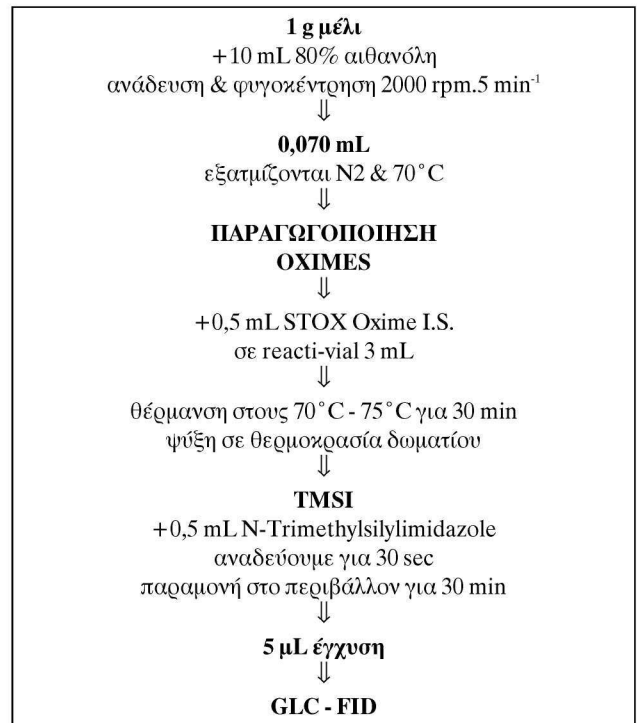 1 g μέλι
+10 mL 80% αιθανόλη
ανάδευση & φυγοκέντρηση 2000 rpm.5 min⁻¹
⇓
0,070 mL
εξατμίζονται N2 & 70°C
⇓
ΠΑΡΑΓΩΓΟΠΟΙΗΣΗ
OXIMES
⇓
+0,5 mL STOX Oxime I.S.
σε reacti-vial 3 mL
⇓
θέρμανση στους 70°C - 75°C για 30 min
ψύξη σε θερμοκρασία δωματίου
⇓
TMSI
+0,5 mL N-Trimethylsilylimidazole
αναδεύουμε για 30 sec
παραμονή στο περιβάλλον για 30 min
⇓
5 μL έγχυση
⇓
GLC - FID